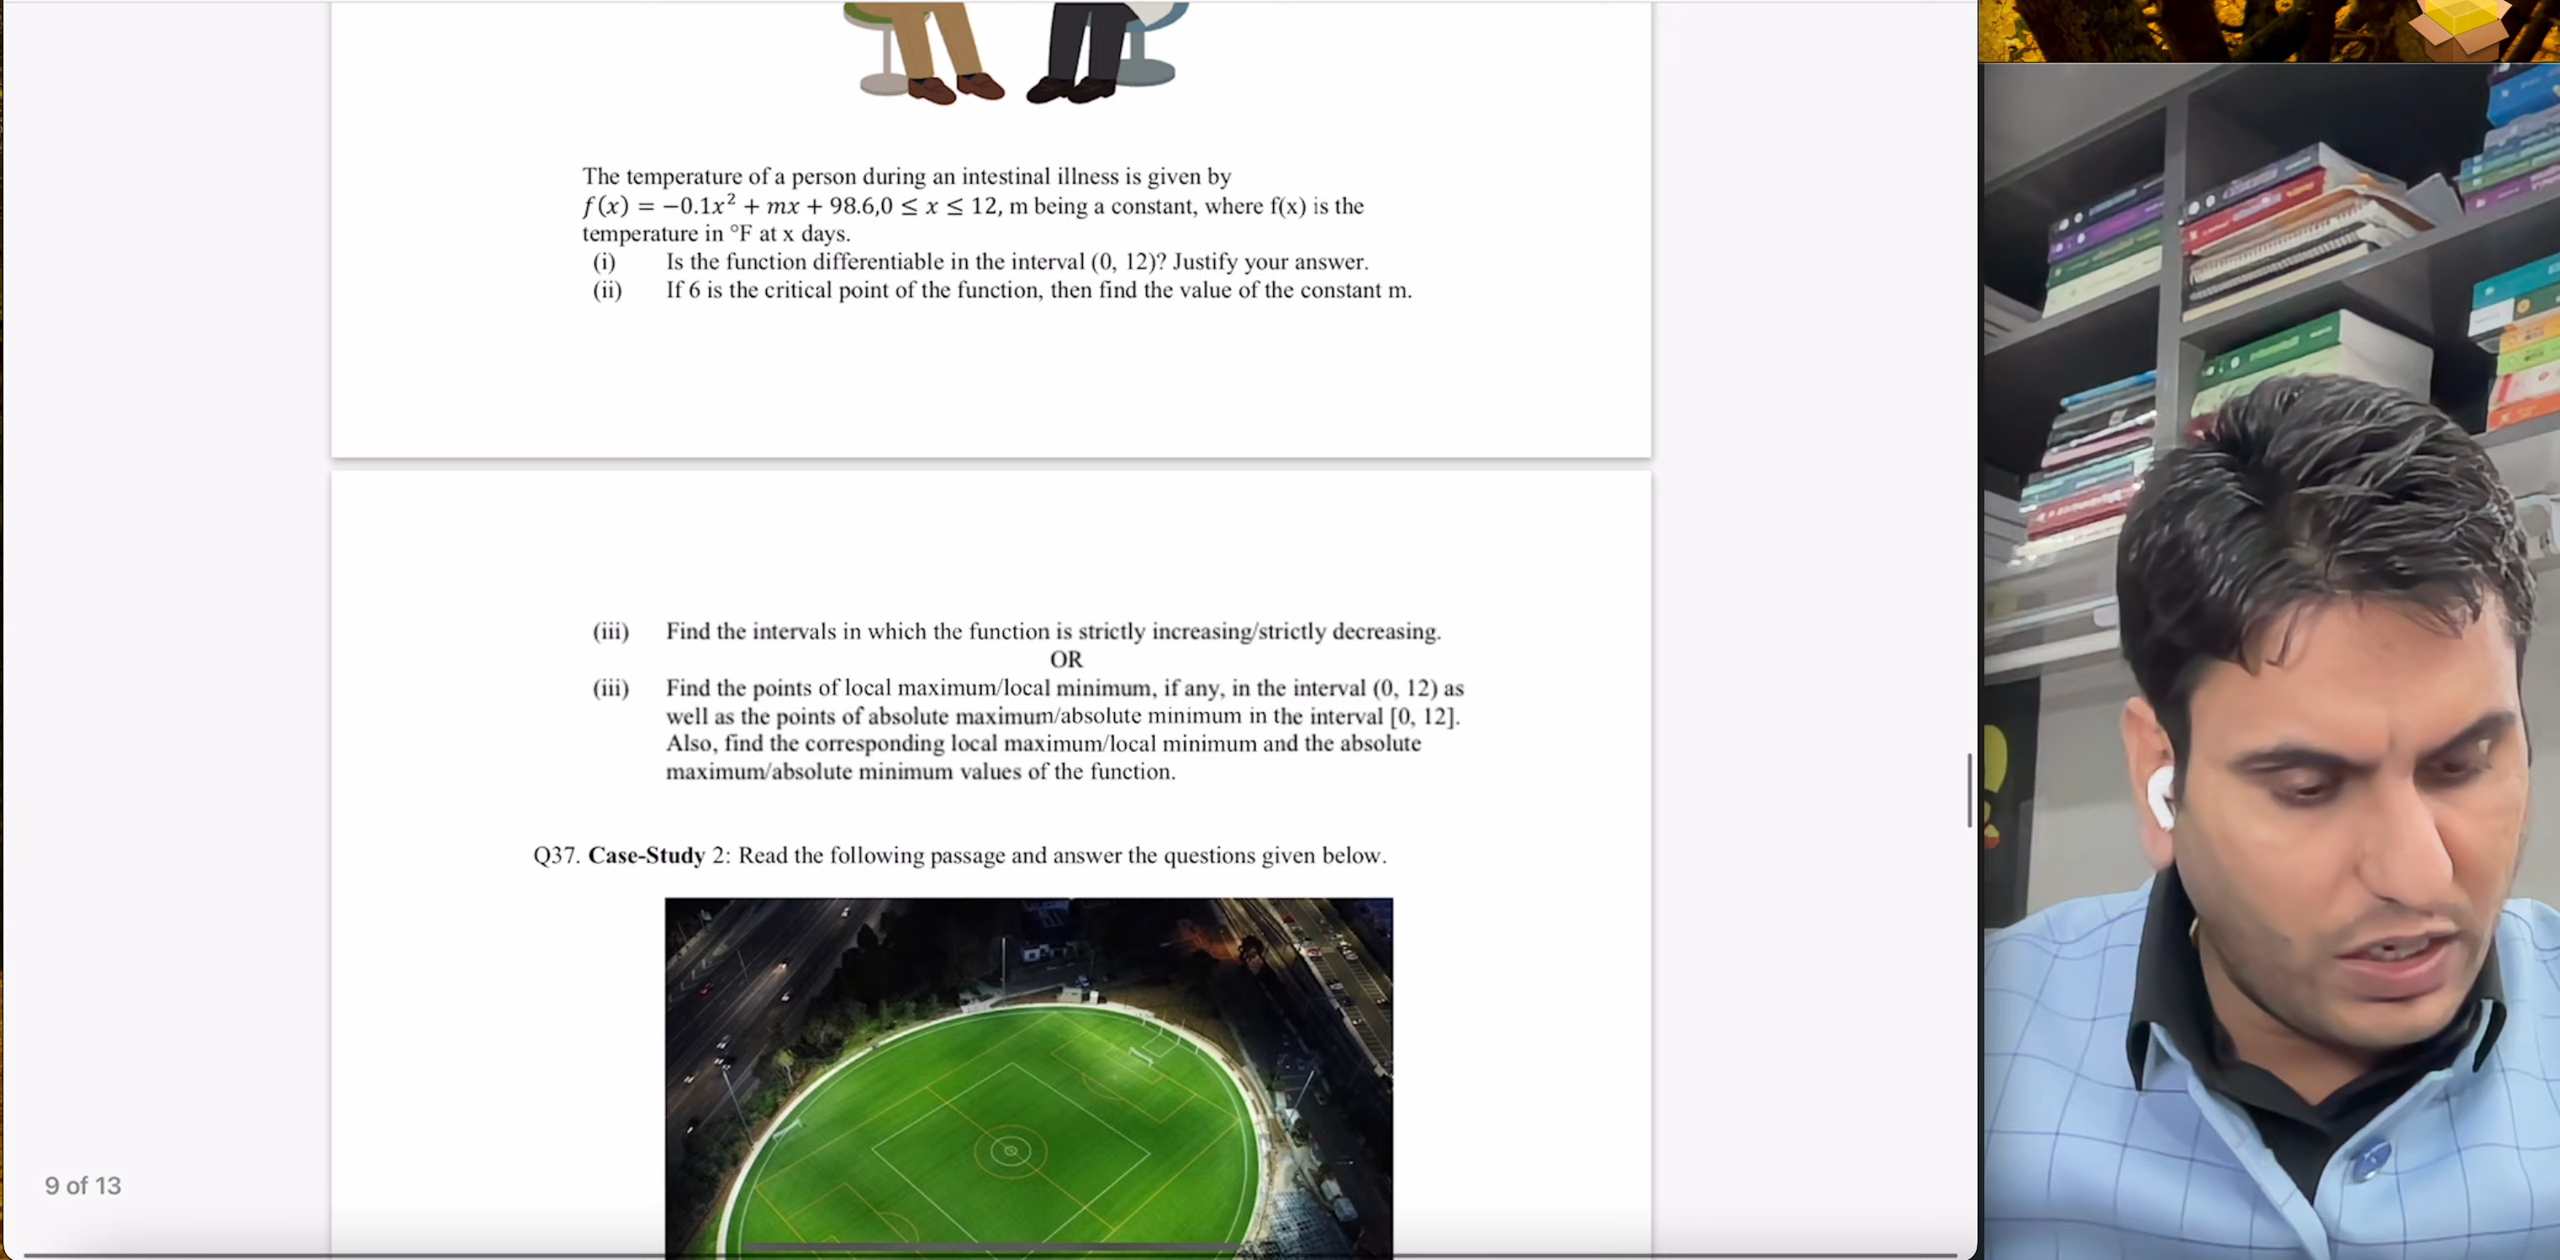 The temperature of a person during an intestinal illness is given by
f(x) = −0.1x² + mx + 98.6,0 ≤ x ≤ 12, m being a constant, where f(x) is the
temperature in °F at x days.
(i) Is the function differentiable in the interval (0, 12)? Justify your answer.
(ii) If 6 is the critical point of the function, then find the value of the constant m.
(iii) Find the intervals in which the function is strictly increasing/strictly decreasing.
OR
(iii) Find the points of local maximum/local minimum, if any, in the interval (0, 12) as
well as the points of absolute maximum/absolute minimum in the interval [0, 12].
Also, find the corresponding local maximum/local minimum and the absolute
maximum/absolute minimum values of the function.
Q37. Case-Study 2: Read the following passage and answer the questions given below.
9 of 13